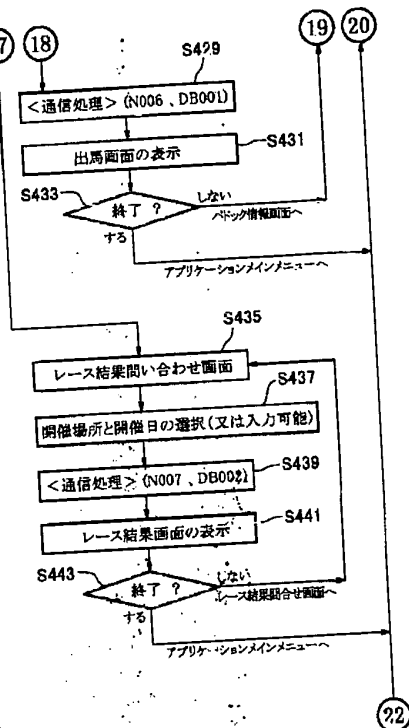 7 18 19 20
S429
<通信処理> (N006 、DB001)
S431
出馬画面の表示
S433
終了 ?
しない
パドック情報画面へ
する
アプリケーションメインメニューへ
S435
レース結果問い合わせ画面
S437
開催場所と開催日の選択(又は入力可能)
S439
<通信処理> (N007 、DB002)
S441
レース結果画面の表示
S443
終了 ?
しない
レース結果問合せ画面へ
する
アプリケーションメインメニューへ
22